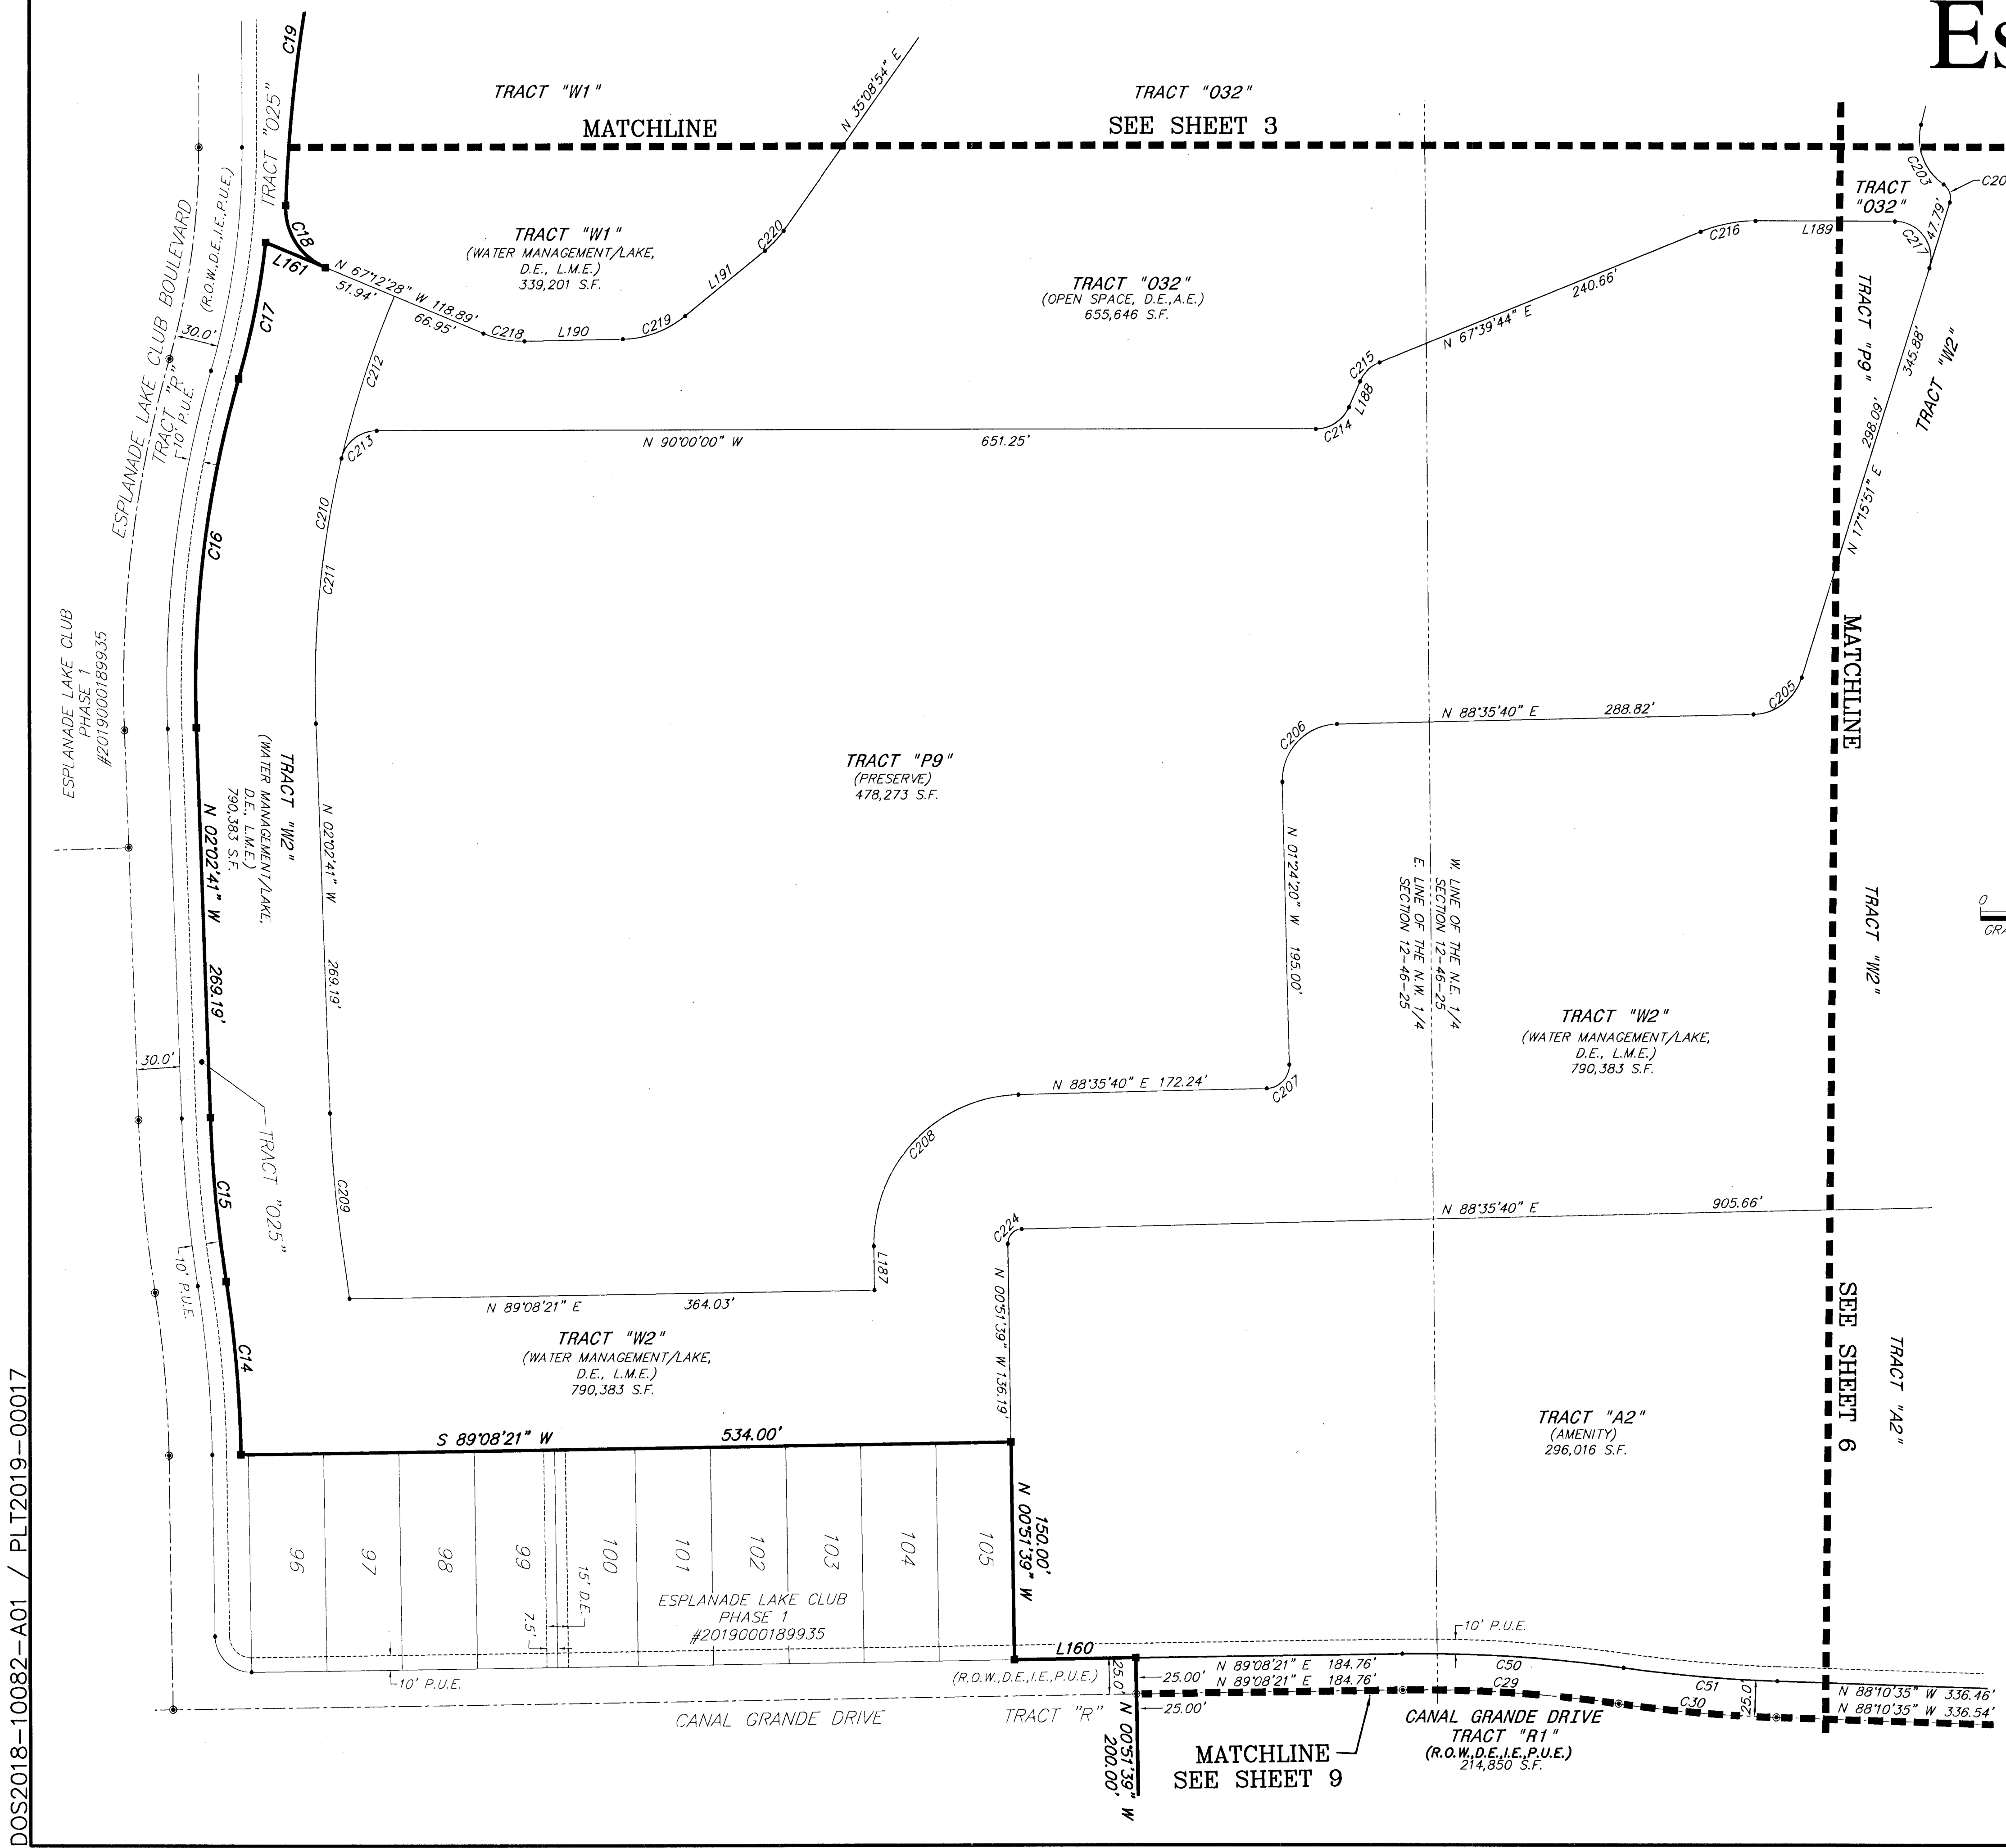 Es
C19
TRACT "O25"
TRACT "W1"
TRACT "O32"
MATCHLINE
SEE SHEET 3
N 35°08'54" E
ESPLANADE LAKE CLUB BOULEVARD
(R.O.W.,D.E.,I.E.,P.U.E.)
C18
L161
C17
30.0'
TRACT "R"
10' P.U.E.
N 67°12'28" W 118.89'
51.94'
66.95'
TRACT "W1"
(WATER MANAGEMENT/LAKE,
D.E., L.M.E.)
339,201 S.F.
C218
L190
C219
L191
C220
TRACT "O32"
(OPEN SPACE, D.E.,A.E.)
655,646 S.F.
C212
C213
N 90°00'00" W
651.25'
C214
L188
C215
N 67°39'44" E
240.66'
C216
L189
TRACT
"O32"
C217
C203
47.79'
345.88'
298.09'
N 17°15'51" E
TRACT "P9"
TRACT "W2"
C16
C210
C211
ESPLANADE LAKE CLUB
PHASE 1
#2019000189935
MATCHLINE
C205
N 88°35'40" E
288.82'
C206
TRACT "P9"
(PRESERVE)
478,273 S.F.
TRACT "W2"
(WATER MANAGEMENT/LAKE,
D.E., L.M.E.)
790,383 S.F.
N 02°02'41" W
269.19'
N 02°02'41" W
269.19'
N 01°24'20" W
195.00'
W. LINE OF THE N.E. 1/4
SECTION 12-46-25
E. LINE OF THE N.W. 1/4
SECTION 12-46-25
TRACT "W2"
0
TRACT "W2"
(WATER MANAGEMENT/LAKE,
D.E., L.M.E.)
790,383 S.F.
30.0'
N 88°35'40" E 172.24'
C207
C208
TRACT "O25"
C15
C209
10' P.U.E.
C224
N 88°35'40" E
905.66'
L187
N 89°08'21" E
364.03'
N 00°51'39" W 136.19'
SEE SHEET 6
TRACT "A2"
C14
TRACT "W2"
(WATER MANAGEMENT/LAKE,
D.E., L.M.E.)
790,383 S.F.
TRACT "A2"
(AMENITY)
296,016 S.F.
S 89°08'21" W
534.00'
150.00'
N 00°51'39" W
96
97
98
99
100
101
102
103
104
105
7.5'
15' D.E.
ESPLANADE LAKE CLUB
PHASE 1
#2019000189935
10' P.U.E.
L160
(R.O.W.,D.E.,I.E.,P.U.E.)
25.0'
25.00'
25.00'
N 89°08'21" E 184.76'
N 89°08'21" E 184.76'
10' P.U.E.
C50
C29
C51
C30
25.0'
N 88°10'35" W 336.46'
N 88°10'35" W 336.54'
CANAL GRANDE DRIVE
TRACT "R"
N 00°51'39" W
200.00'
MATCHLINE
SEE SHEET 9
CANAL GRANDE DRIVE
TRACT "R1"
(R.O.W.,D.E.,I.E.,P.U.E.)
214,850 S.F.
DOS2018-10082-A01 / PLT2019-00017